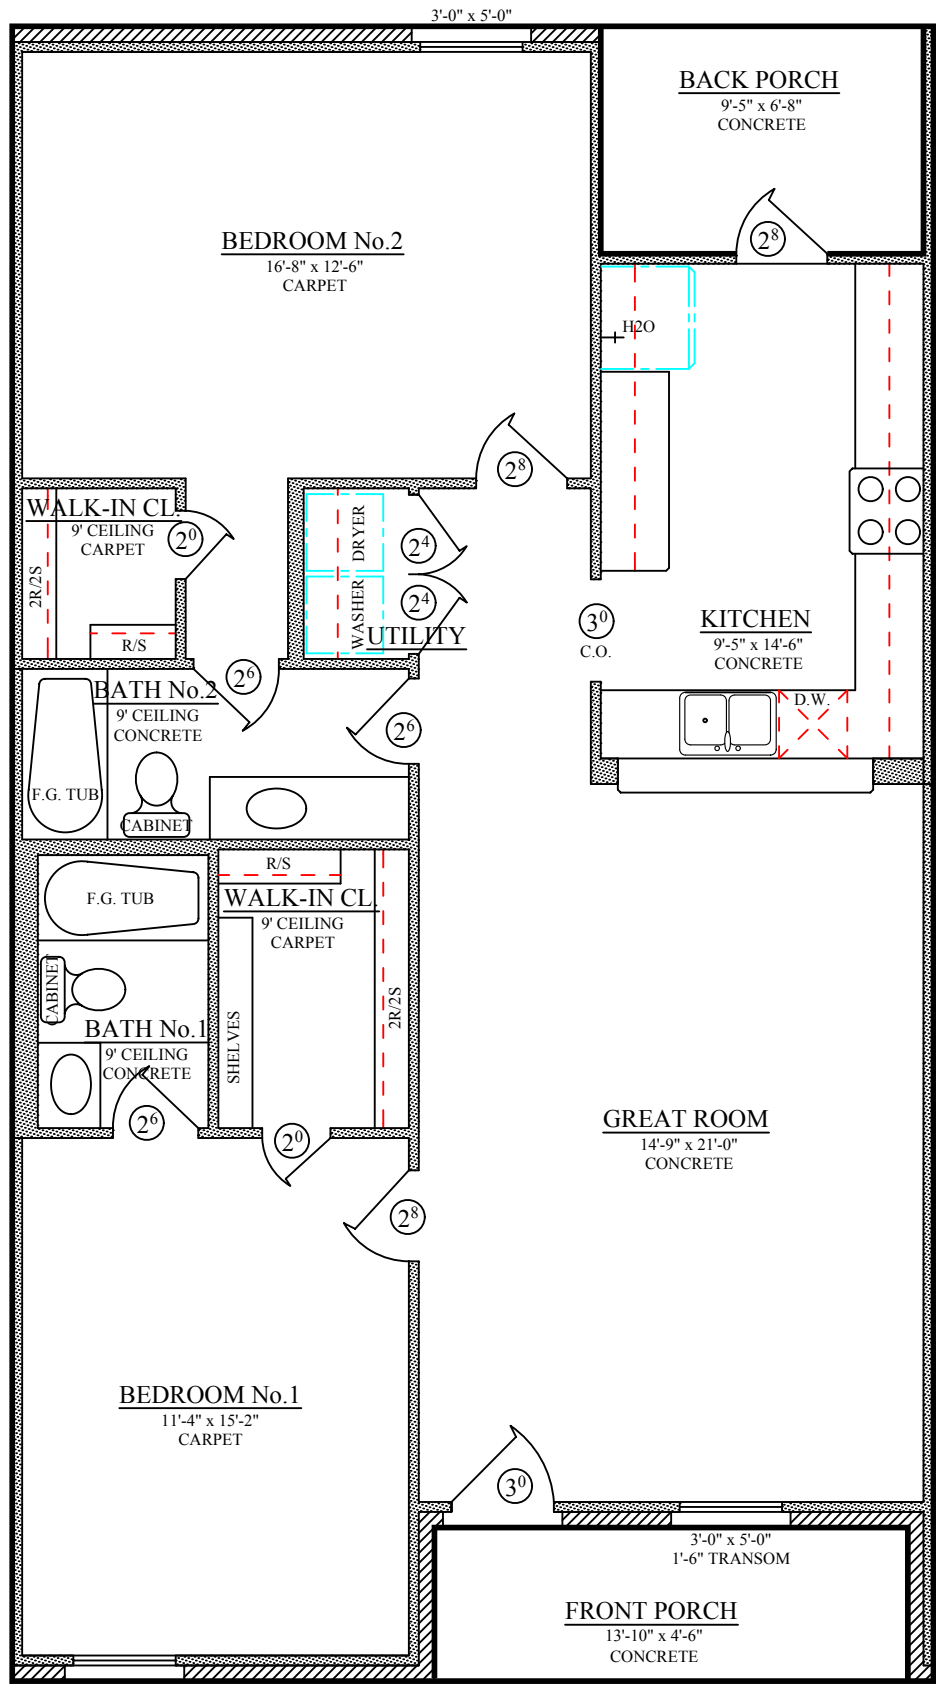 3'-0" x 5'-0"
BACK PORCH
9'-5" x 6'-8"
CONCRETE
2⁸
BEDROOM No.2
16'-8" x 12'-6"
CARPET
H2O
2⁸
WALK-IN CL.
9' CEILING
CARPET
2⁰
2R/2S
R/S
DRYER
2⁴
WASHER
2⁴
UTILITY
3⁰
C.O.
KITCHEN
9'-5" x 14'-6"
CONCRETE
2⁶
BATH No.2
9' CEILING
CONCRETE
2⁶
D.W.
F.G. TUB
CABINET
R/S
F.G. TUB
WALK-IN CL.
9' CEILING
CARPET
CABINET
2R/2S
BATH No.1
9' CEILING
CONCRETE
SHELVES
2⁶
2⁰
GREAT ROOM
14'-9" x 21'-0"
CONCRETE
2⁸
BEDROOM No.1
11'-4" x 15'-2"
CARPET
3⁰
3'-0" x 5'-0"
1'-6" TRANSOM
FRONT PORCH
13'-10" x 4'-6"
CONCRETE